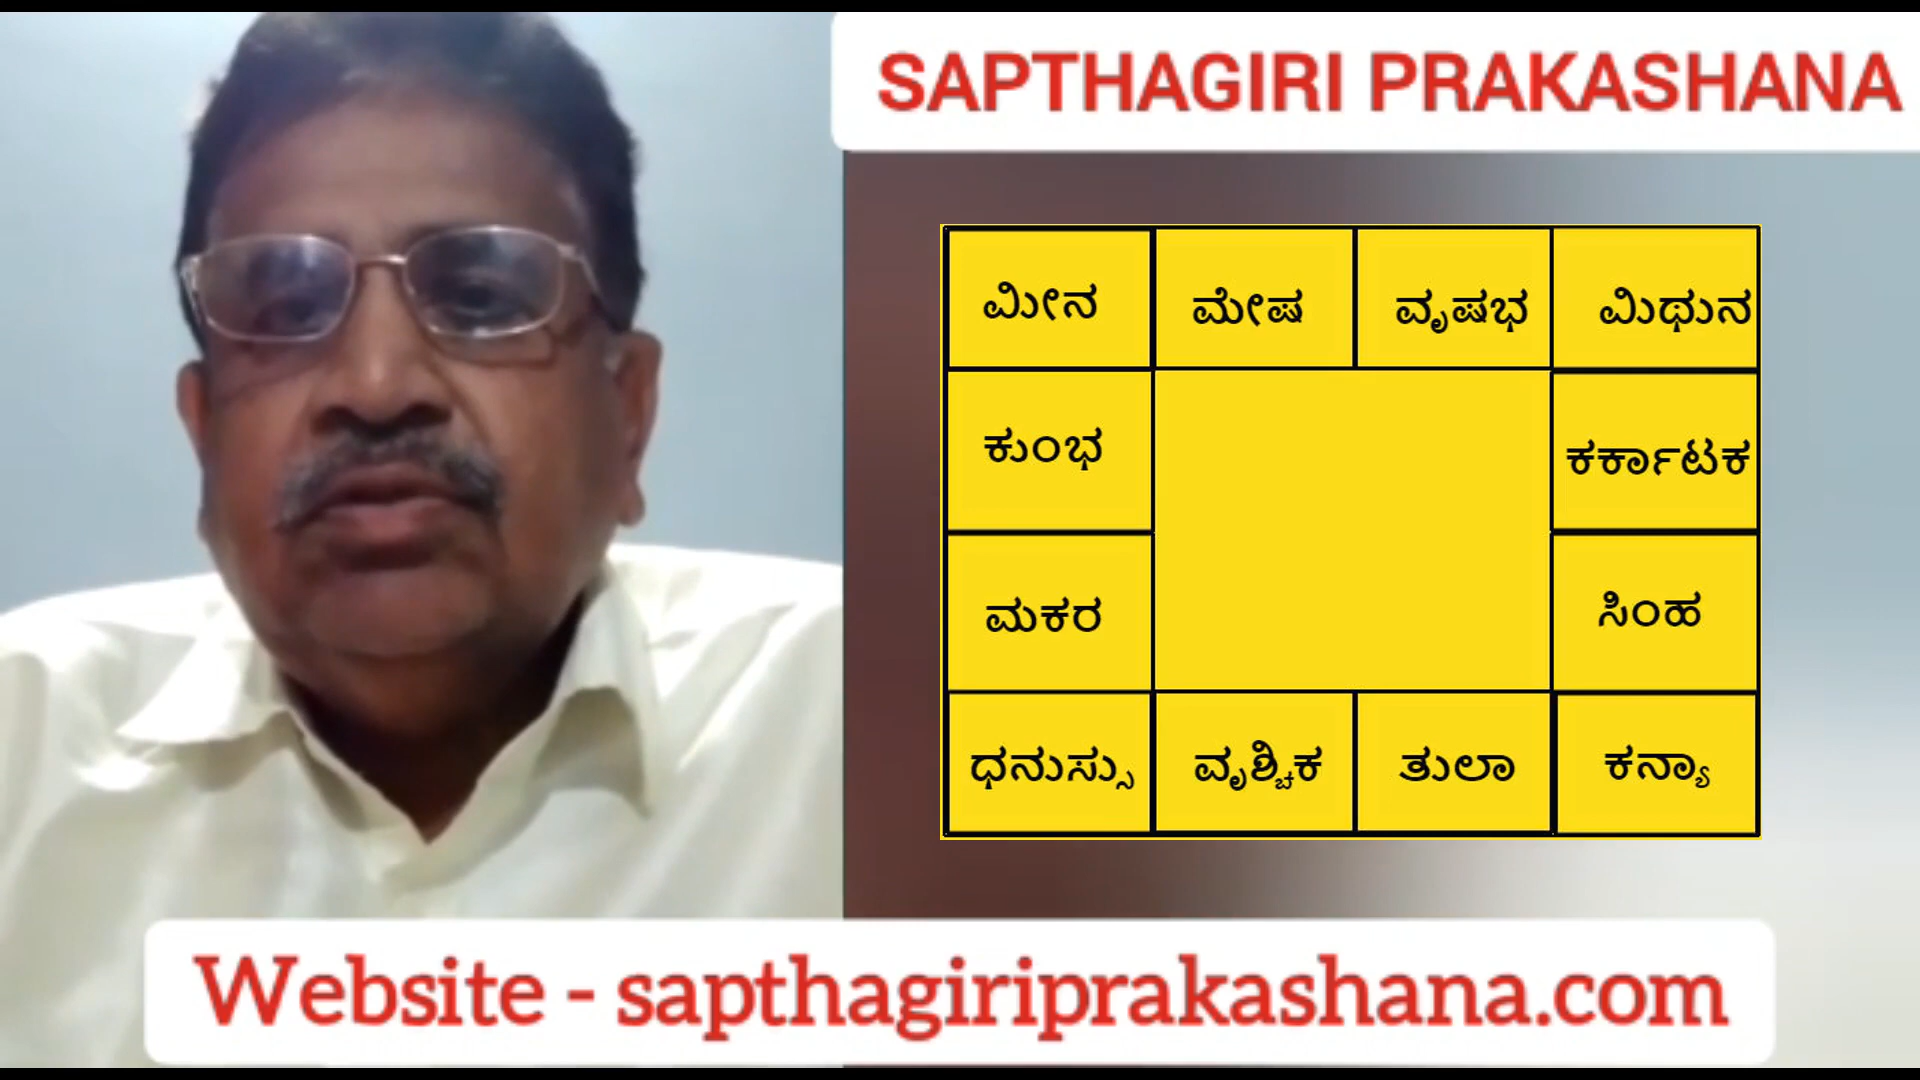 SAPTHAGIRI PRAKASHANA
ಮೀನ ಮೇಷ ವೃಷಭ ಮಿಥುನ
ಕುಂಭ ಕರ್ಕಾಟಕ
ಮಕರ ಸಿಂಹ
ಧನುಸ್ಸು ವೃಶ್ಚಿಕ ತುಲಾ ಕನ್ಯಾ
Website - sapthagiriprakashana.com